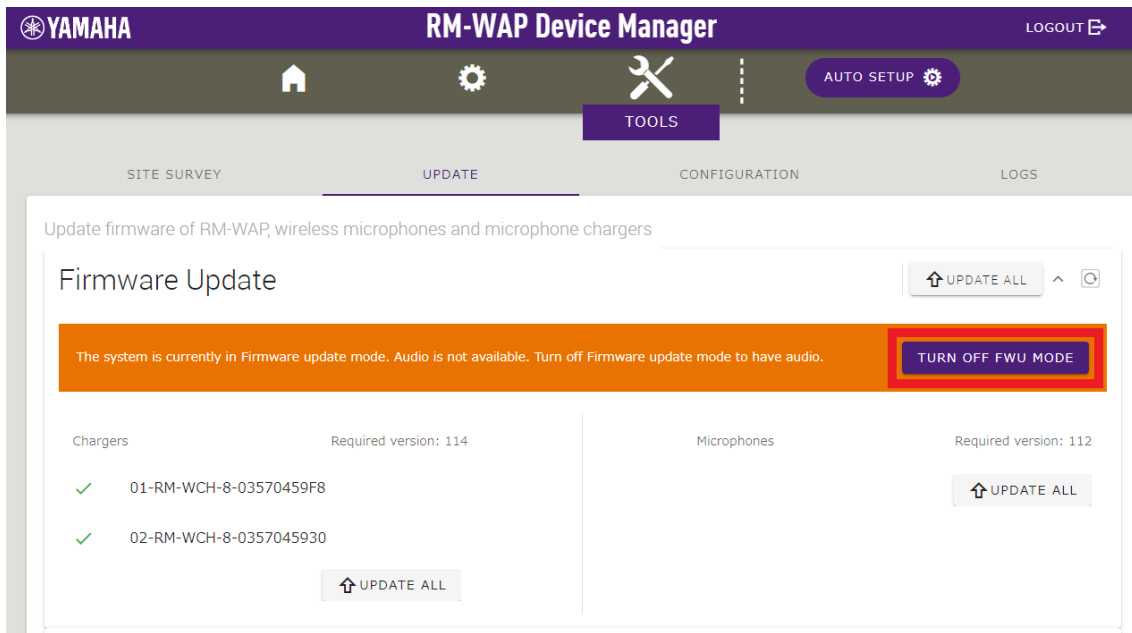 YAMAHA
RM-WAP Device Manager
LOGOUT
AUTO SETUP
TOOLS
SITE SURVEY
UPDATE
CONFIGURATION
LOGS
Update firmware of RM-WAP, wireless microphones and microphone chargers
Firmware Update
UPDATE ALL
The system is currently in Firmware update mode. Audio is not available. Turn off Firmware update mode to have audio.
TURN OFF FWU MODE
Chargers
Required version: 114
01-RM-WCH-8-03570459F8
02-RM-WCH-8-0357045930
UPDATE ALL
Microphones
Required version: 112
UPDATE ALL